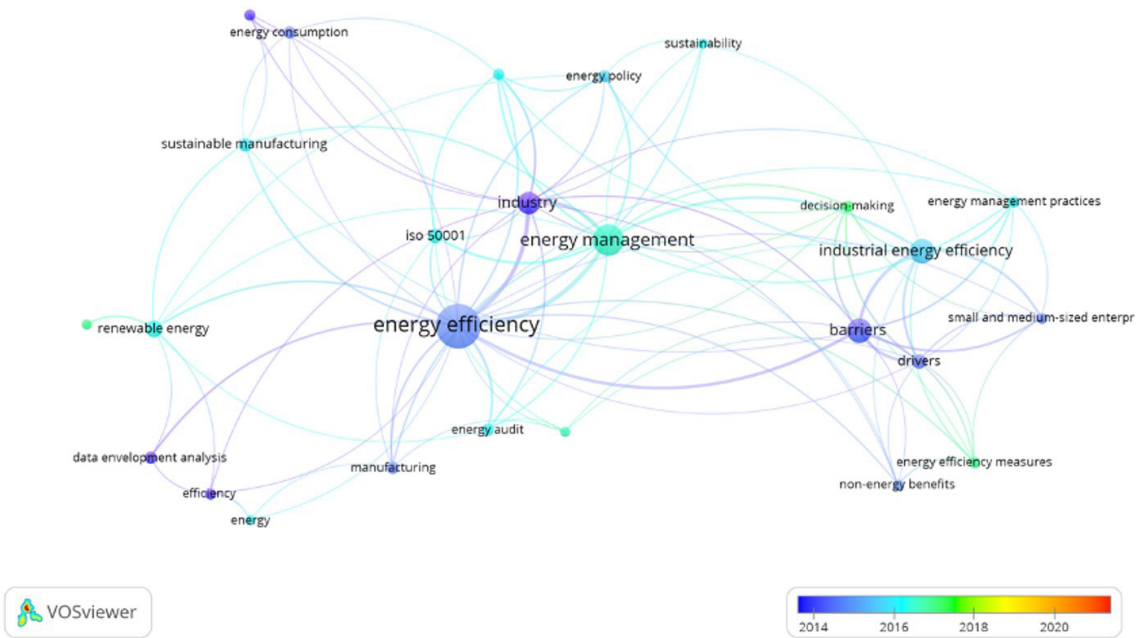 energy consumption
sustainability
energy policy
sustainable manufacturing
industry
decision-making
energy management practices
iso 50001
energy management
industrial energy efficiency
small and medium-sized enterpr
renewable energy
energy efficiency
barriers
drivers
energy audit
data envelopment analysis
manufacturing
energy efficiency measures
non-energy benefits
efficiency
energy
VOSviewer
2014 2016 2018 2020